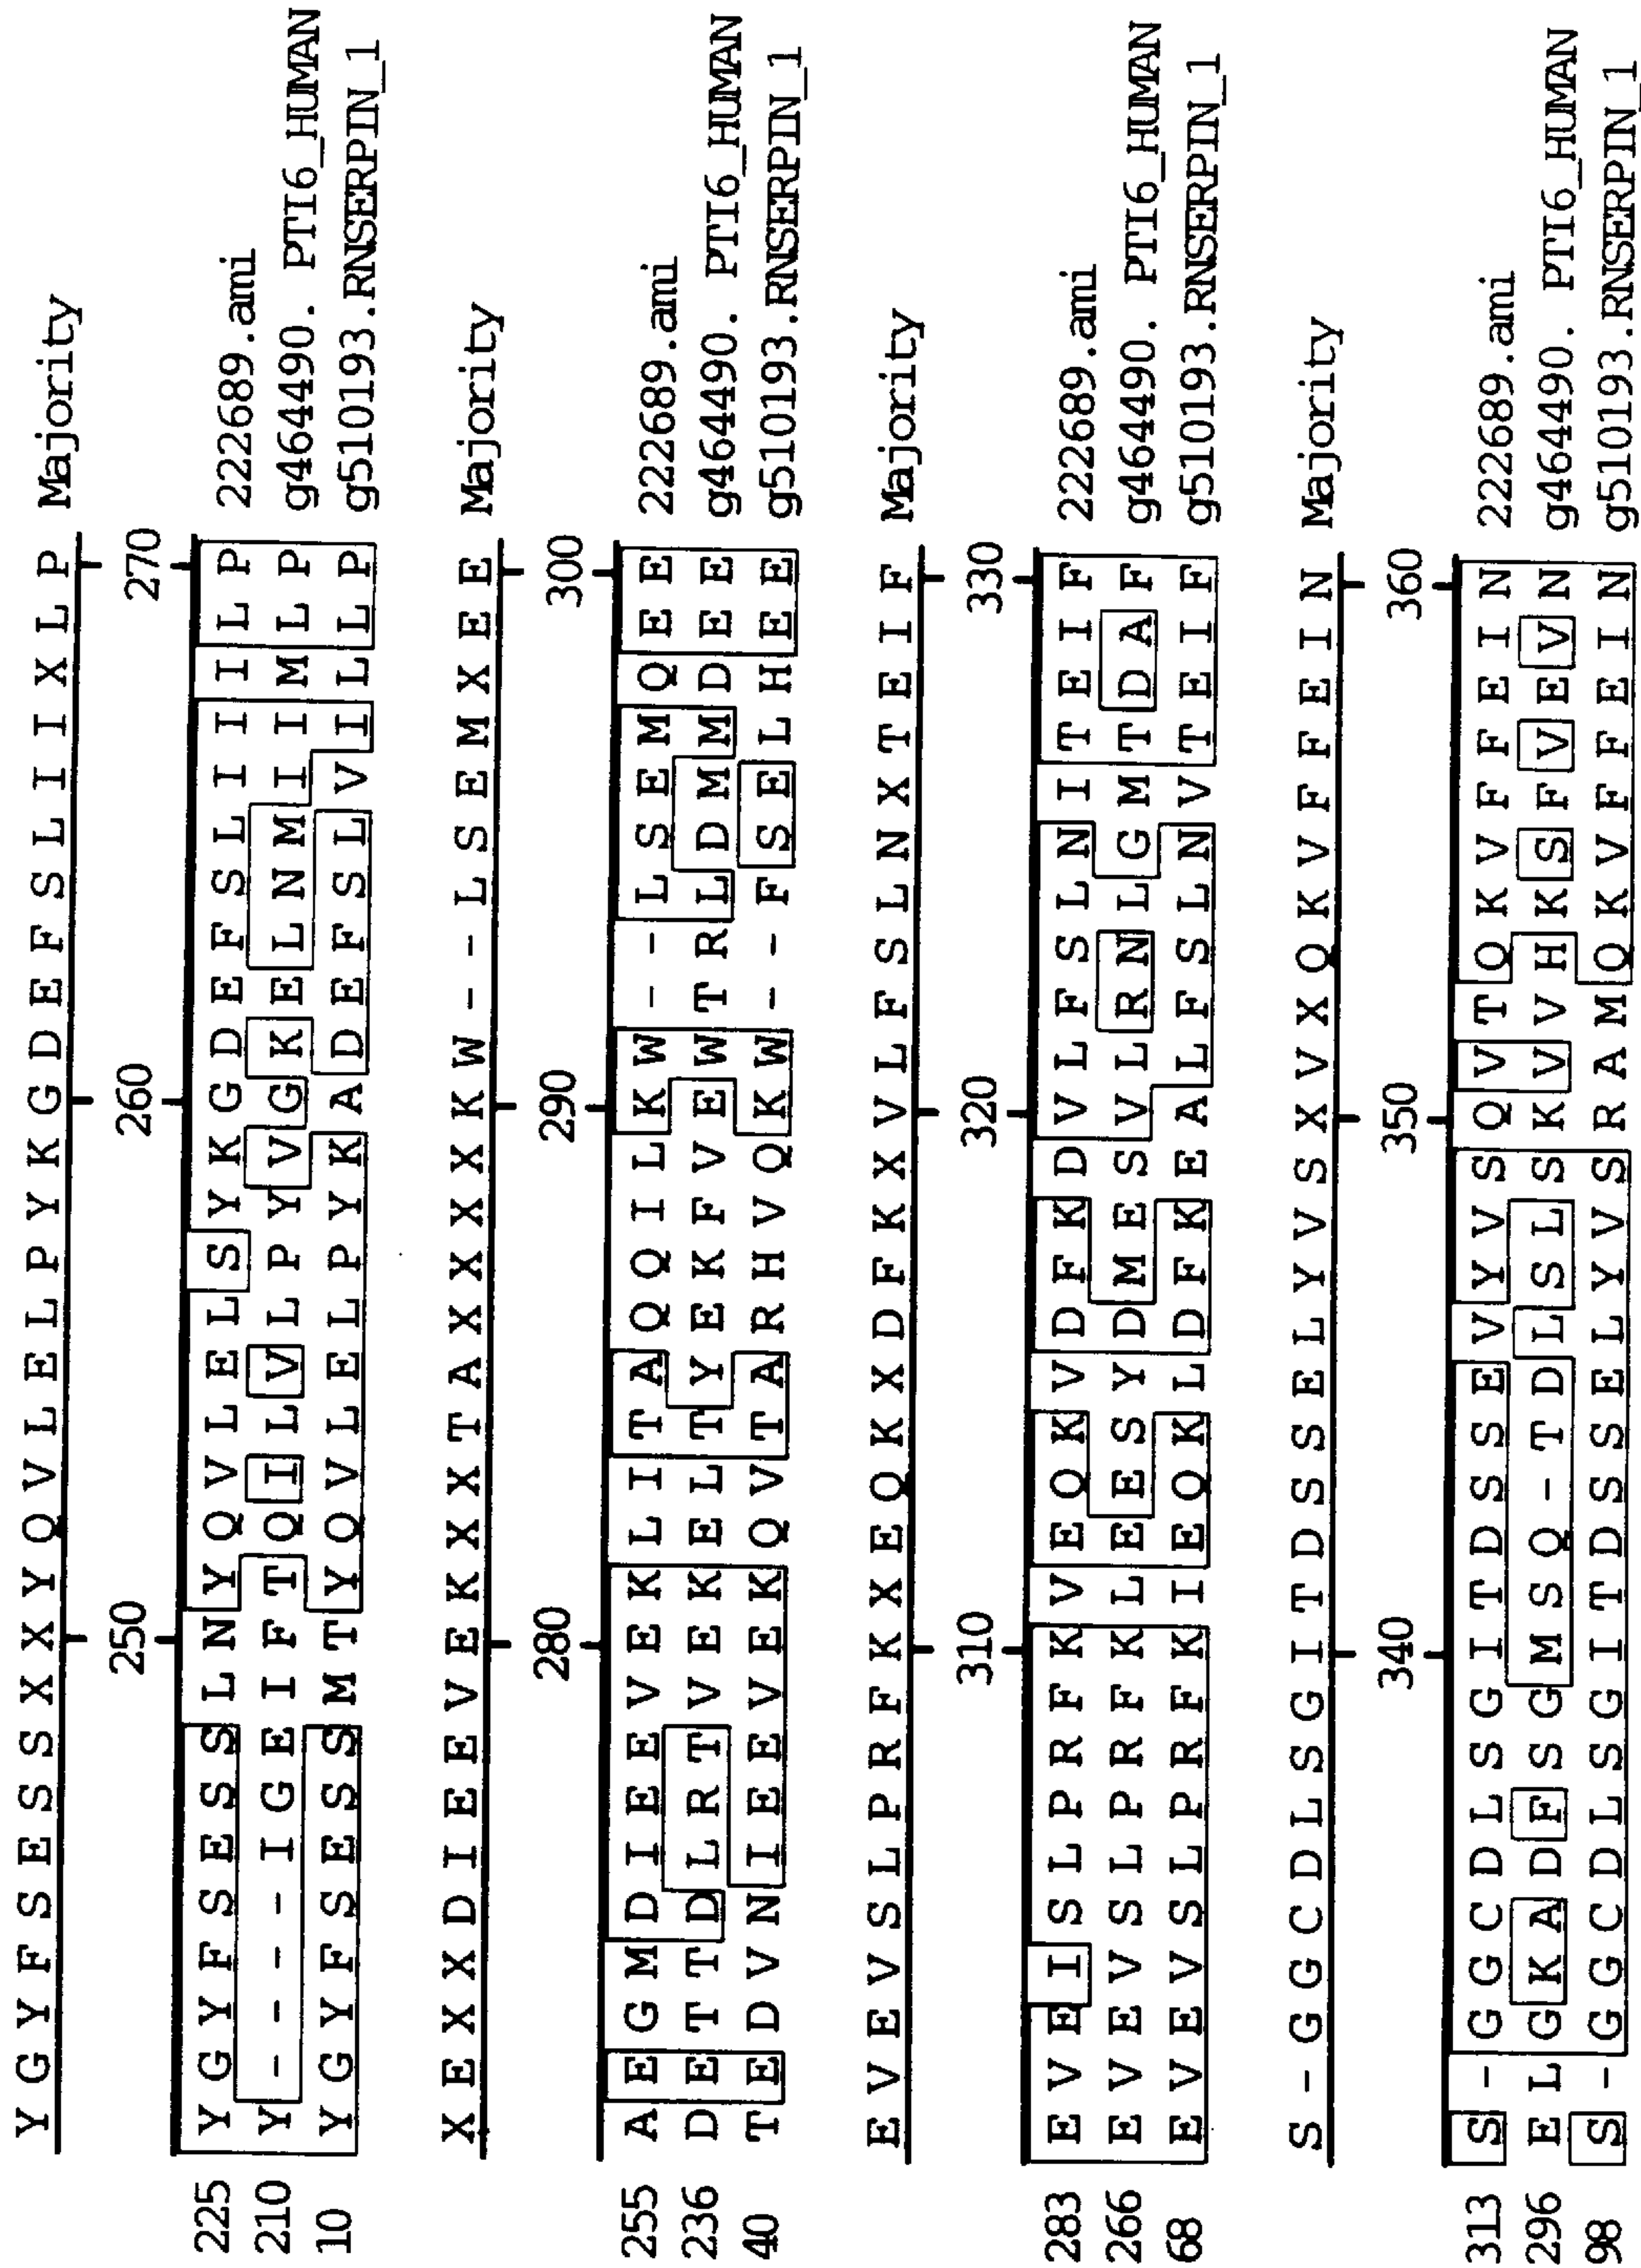 Y G Y F S E S S X X Y Q V L E L P Y K G D E F S L I I X L P Majority
250 260 270
225 Y G Y F S E S S L N Y Q V L E L S Y K G D E F S L I I I L P 222689.ami
210 Y - - - - I G E I F T Q I L V L P Y V G K E L N M I I M L P g464490. PTI6_HUMAN
10 Y G Y F S E S S M T Y Q V L E L P Y K A D E F S L V I L L P g510193.RNSERPIN_1
X E X X D I E E V E K X X T A X X X X K W - - L S E M X E E Majority
280 290 300
255 A E G M D I E E V E K L I T A Q Q I L K W - - L S E M Q E E 222689.ami
236 D E T T D L R T V E K E L T Y E K F V E W T R L D M M D E E g464490. PTI6_HUMAN
40 T E D V N I E E V E K Q V T A R H V Q K W - - F S E L H E E g510193.RNSERPIN_1
E V E V S L P R F K X E Q K X D F K X V L F S L N X T E I F Majority
310 320 330
283 E V E I S L P R F K V E Q K V D F K D V L F S L N I T E I F 222689.ami
266 E V E V S L P R F K L E E S Y D M E S V L R N L G M T D A F g464490. PTI6_HUMAN
68 E V E V S L P R F K I E Q K L D F K E A L F S L N V T E I F g510193.RNSERPIN_1
S - G G C D L S G I T D S S E L Y V S X V X Q K V F F E I N Majority
340 350 360
313 S - G G C D L S G I T D S S E V Y V S Q V T Q K V F F E I N 222689.ami
296 E L G K A D F S G M S Q - T D L S L S K V V H K S F V E V N g464490. PTI6_HUMAN
98 S - G G C D L S G I T D S S E L Y V S R A M Q K V F F E I N g510193.RNSERPIN_1